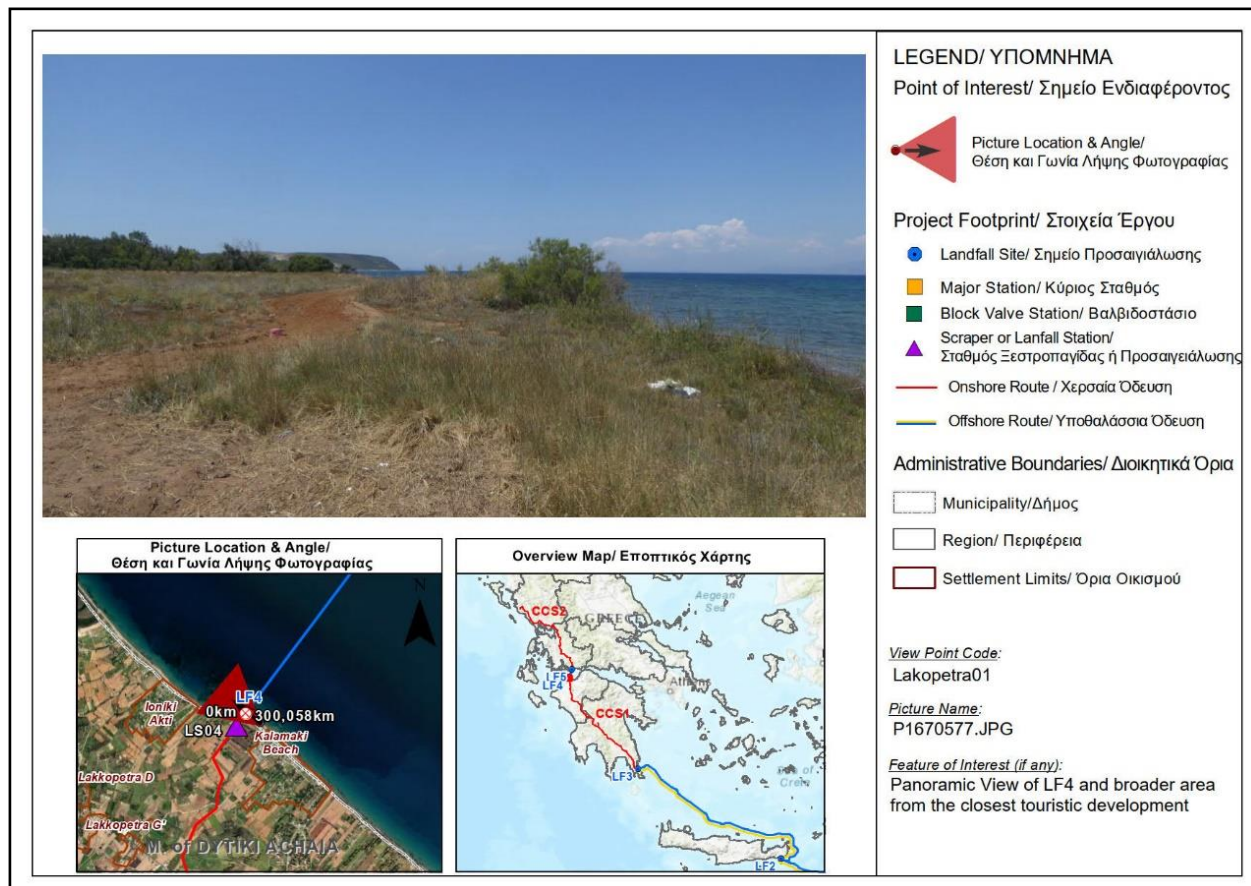 LEGEND/ ΥΠΟΜΝΗΜΑ
Point of Interest/ Σημείο Ενδιαφέροντος
Picture Location & Angle/
Θέση και Γωνία Λήψης Φωτογραφίας
Project Footprint/ Στοιχεία Έργου
Landfall Site/ Σημείο Προσαιγιάλωσης
Major Station/ Κύριος Σταθμός
Block Valve Station/ Βαλβιδοστάσιο
Scraper or Lanfall Station/
Σταθμός Ξεστροπαγίδας ή Προσαιγειάλωσης
Onshore Route / Χερσαία Όδευση
Offshore Route/ Υποθαλάσσια Όδευση
Administrative Boundaries/ Διοικητικά Όρια
Municipality/Δήμος
Region/ Περιφέρεια
Settlement Limits/ Όρια Οικισμού
View Point Code:
Lakopetra01
Picture Name:
P1670577.JPG
Feature of Interest (if any):
Panoramic View of LF4 and broader area
from the closest touristic development
Picture Location & Angle/
Θέση και Γωνία Λήψης Φωτογραφίας
N
LF4
Ioniki
Akti
0km
300,058km
LS04
Kalamaki
Beach
Lakkopetra D
Lakkopetra G'
M. of DYTIKI ACHAIA
Overview Map/ Εποπτικός Χάρτης
Aegean
Sea
CCS2
GREECE
LF5
LF4
Athens
CCS1
LF3
Sea of
Crete
LF2